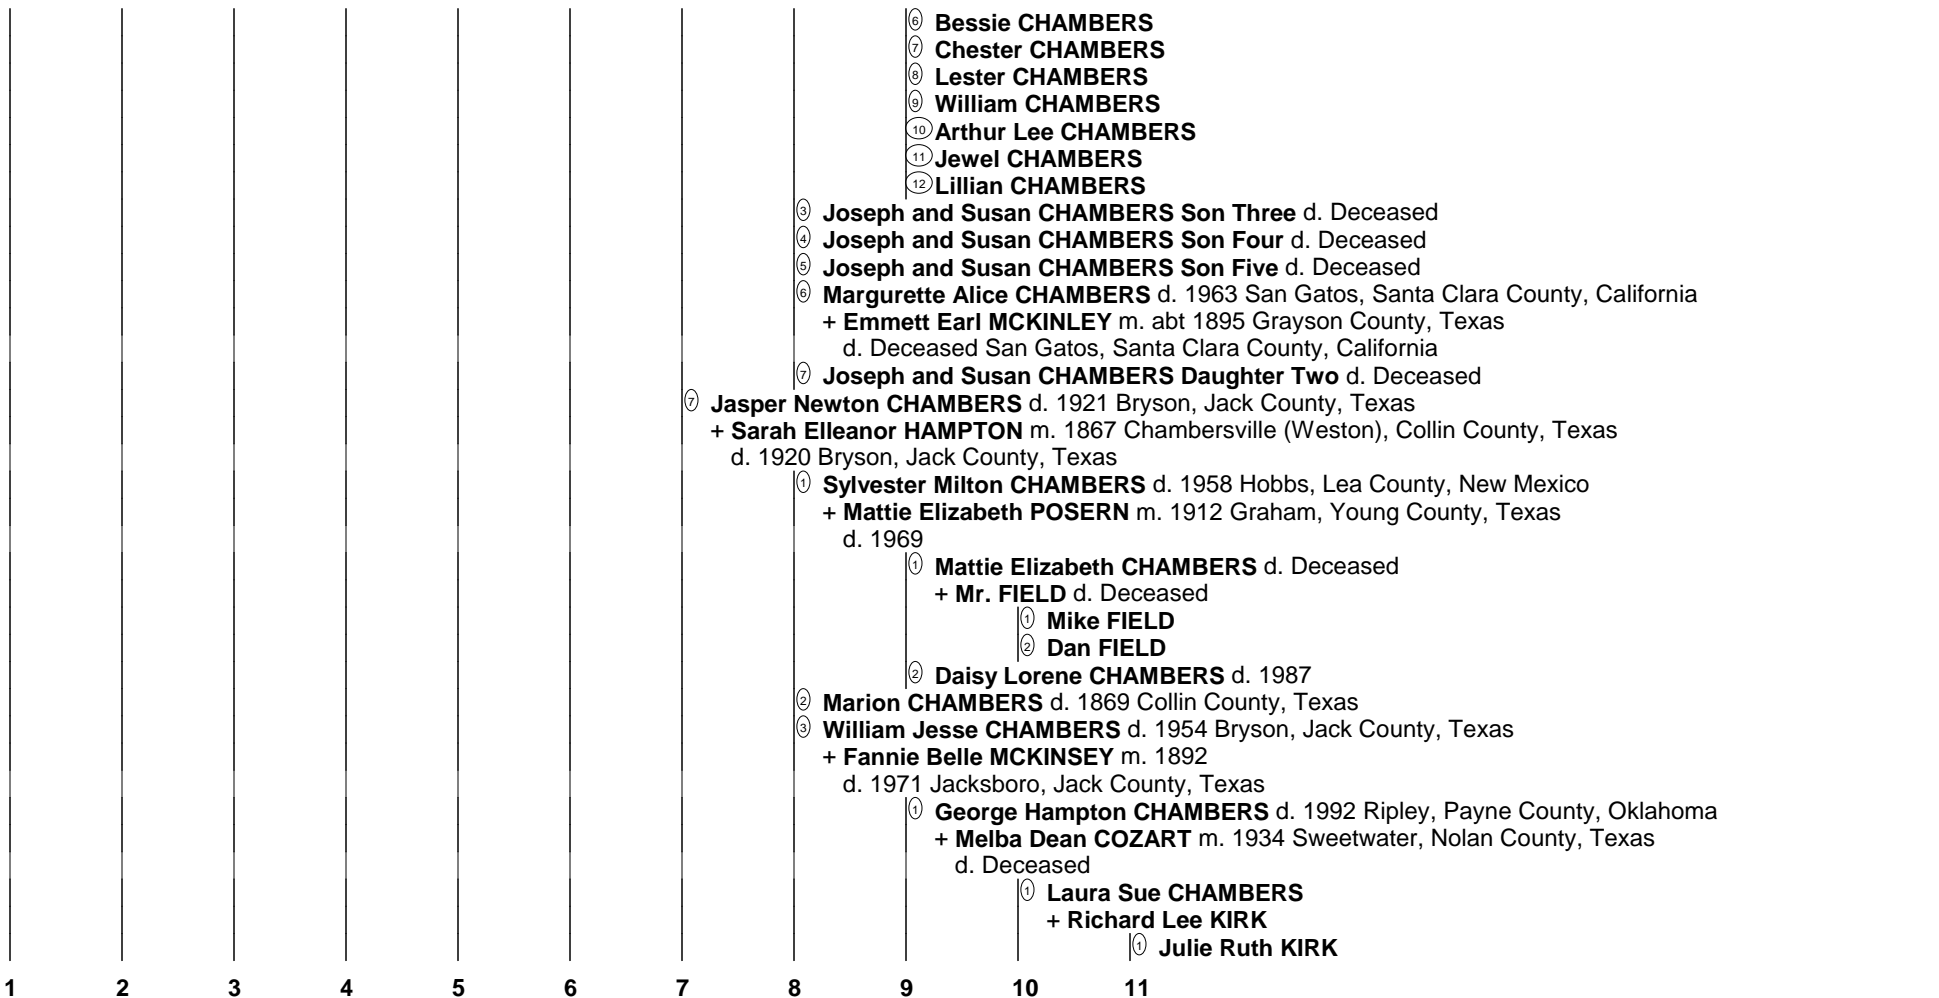 6 Bessie CHAMBERS
7 Chester CHAMBERS
8 Lester CHAMBERS
9 William CHAMBERS
10 Arthur Lee CHAMBERS
11 Jewel CHAMBERS
12 Lillian CHAMBERS
3 Joseph and Susan CHAMBERS Son Three d. Deceased
4 Joseph and Susan CHAMBERS Son Four d. Deceased
5 Joseph and Susan CHAMBERS Son Five d. Deceased
6 Margurette Alice CHAMBERS d. 1963 San Gatos, Santa Clara County, California
+ Emmett Earl MCKINLEY m. abt 1895 Grayson County, Texas
d. Deceased San Gatos, Santa Clara County, California
7 Joseph and Susan CHAMBERS Daughter Two d. Deceased
7 Jasper Newton CHAMBERS d. 1921 Bryson, Jack County, Texas
+ Sarah Elleanor HAMPTON m. 1867 Chambersville (Weston), Collin County, Texas
d. 1920 Bryson, Jack County, Texas
1 Sylvester Milton CHAMBERS d. 1958 Hobbs, Lea County, New Mexico
+ Mattie Elizabeth POSERN m. 1912 Graham, Young County, Texas
d. 1969
1 Mattie Elizabeth CHAMBERS d. Deceased
+ Mr. FIELD d. Deceased
1 Mike FIELD
2 Dan FIELD
2 Daisy Lorene CHAMBERS d. 1987
2 Marion CHAMBERS d. 1869 Collin County, Texas
3 William Jesse CHAMBERS d. 1954 Bryson, Jack County, Texas
+ Fannie Belle MCKINSEY m. 1892
d. 1971 Jacksboro, Jack County, Texas
1 George Hampton CHAMBERS d. 1992 Ripley, Payne County, Oklahoma
+ Melba Dean COZART m. 1934 Sweetwater, Nolan County, Texas
d. Deceased
1 Laura Sue CHAMBERS
+ Richard Lee KIRK
1 Julie Ruth KIRK
1 2 3 4 5 6 7 8 9 10 11